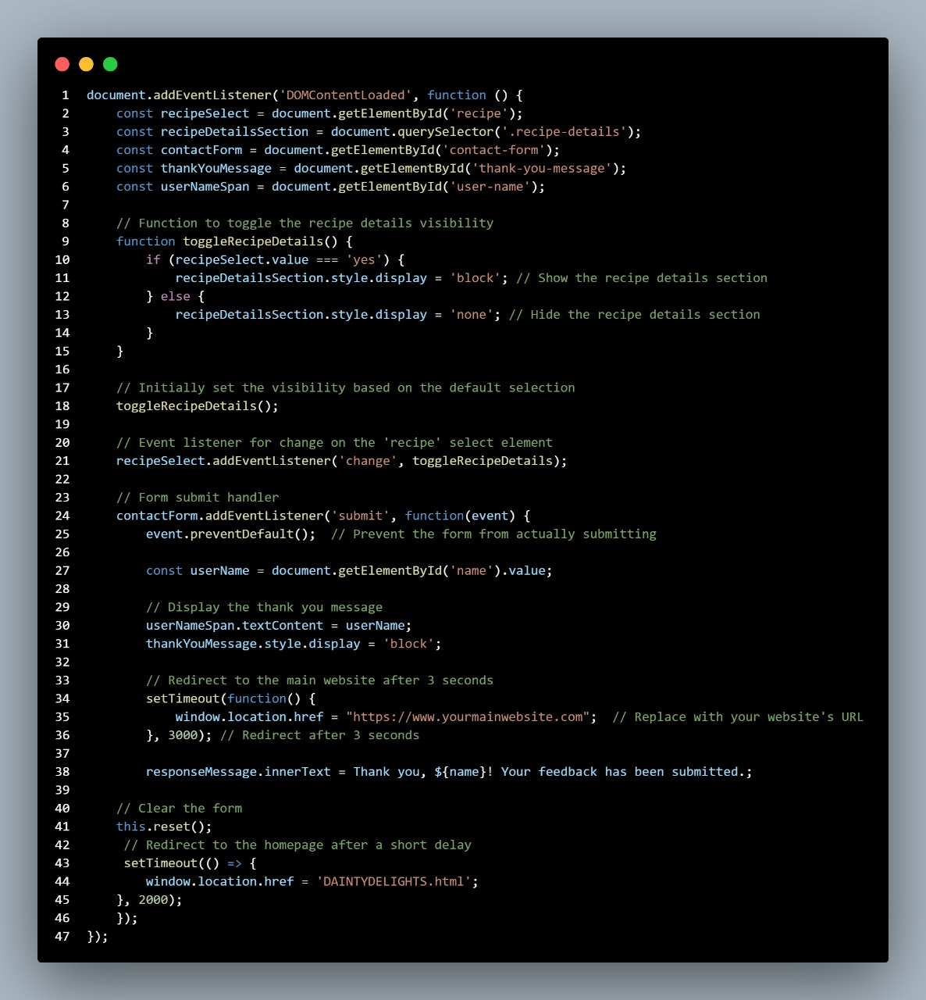 1 document.addEventListener('DOMContentLoaded', function () {
2     const recipeSelect = document.getElementById('recipe');
3     const recipeDetailsSection = document.querySelector('.recipe-details');
4     const contactForm = document.getElementById('contact-form');
5     const thankYouMessage = document.getElementById('thank-you-message');
6     const userNameSpan = document.getElementById('user-name');
7
8     // Function to toggle the recipe details visibility
9     function toggleRecipeDetails() {
10         if (recipeSelect.value === 'yes') {
11             recipeDetailsSection.style.display = 'block'; // Show the recipe details section
12         } else {
13             recipeDetailsSection.style.display = 'none'; // Hide the recipe details section
14         }
15     }
16
17     // Initially set the visibility based on the default selection
18     toggleRecipeDetails();
19
20     // Event listener for change on the 'recipe' select element
21     recipeSelect.addEventListener('change', toggleRecipeDetails);
22
23     // Form submit handler
24     contactForm.addEventListener('submit', function(event) {
25         event.preventDefault();  // Prevent the form from actually submitting
26
27         const userName = document.getElementById('name').value;
28
29         // Display the thank you message
30         userNameSpan.textContent = userName;
31         thankYouMessage.style.display = 'block';
32
33         // Redirect to the main website after 3 seconds
34         setTimeout(function() {
35             window.location.href = "https://www.yourmainwebsite.com";  // Replace with your website's URL
36         }, 3000); // Redirect after 3 seconds
37
38         responseMessage.innerText = Thank you, ${name}! Your feedback has been submitted.;
39
40     // Clear the form
41     this.reset();
42      // Redirect to the homepage after a short delay
43      setTimeout(() => {
44         window.location.href = 'DAINTYDELIGHTS.html';
45     }, 2000);
46     });
47 });